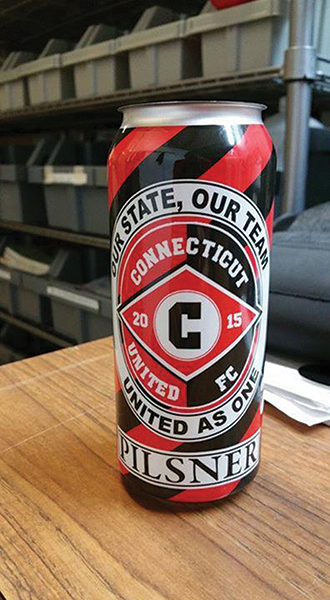 OUR STATE, OUR TEAM
CONNECTICUT
20 C 15
UNITED FC
UNITED AS ONE
PILSNER